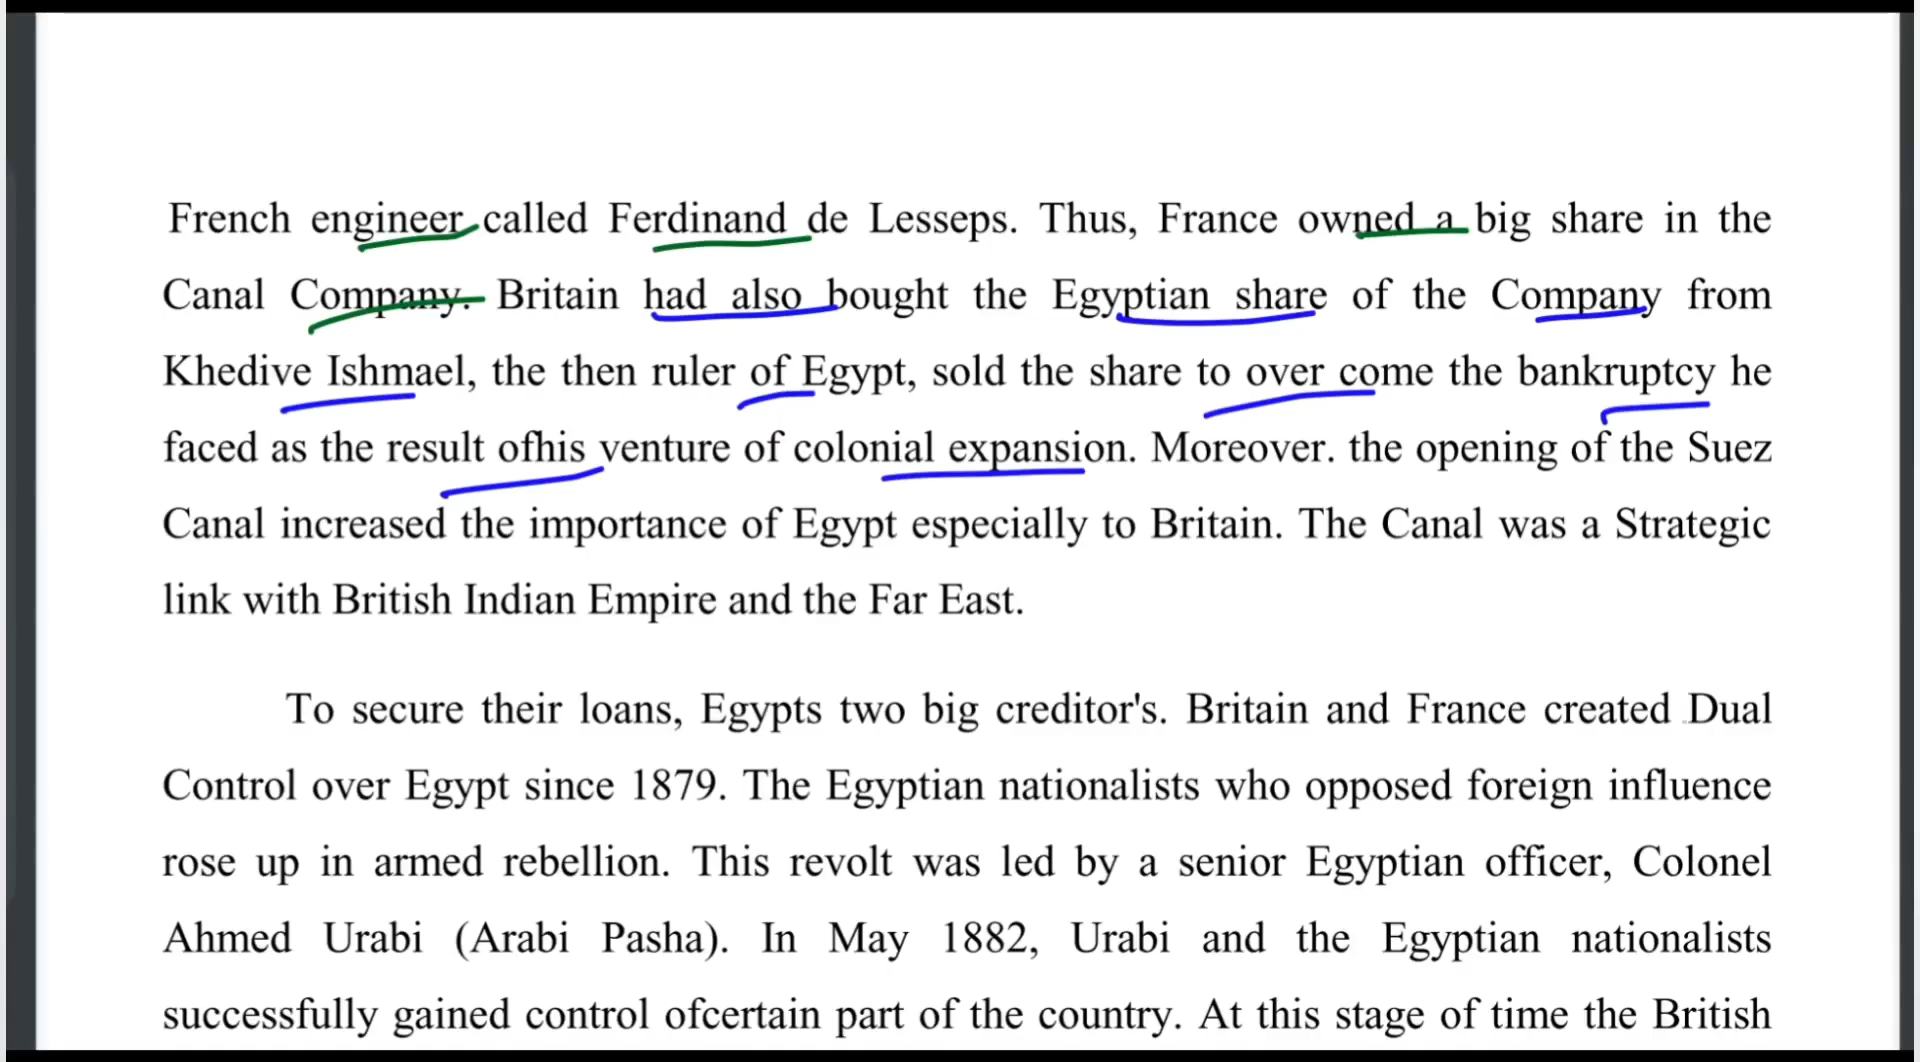 French engineer called Ferdinand de Lesseps. Thus, France owned a big share in the
Canal Company. Britain had also bought the Egyptian share of the Company from
Khedive Ishmael, the then ruler of Egypt, sold the share to over come the bankruptcy he
faced as the result ofhis venture of colonial expansion. Moreover. the opening of the Suez
Canal increased the importance of Egypt especially to Britain. The Canal was a Strategic
link with British Indian Empire and the Far East.
To secure their loans, Egypts two big creditor's. Britain and France created Dual
Control over Egypt since 1879. The Egyptian nationalists who opposed foreign influence
rose up in armed rebellion. This revolt was led by a senior Egyptian officer, Colonel
Ahmed Urabi (Arabi Pasha). In May 1882, Urabi and the Egyptian nationalists
successfully gained control ofcertain part of the country. At this stage of time the British